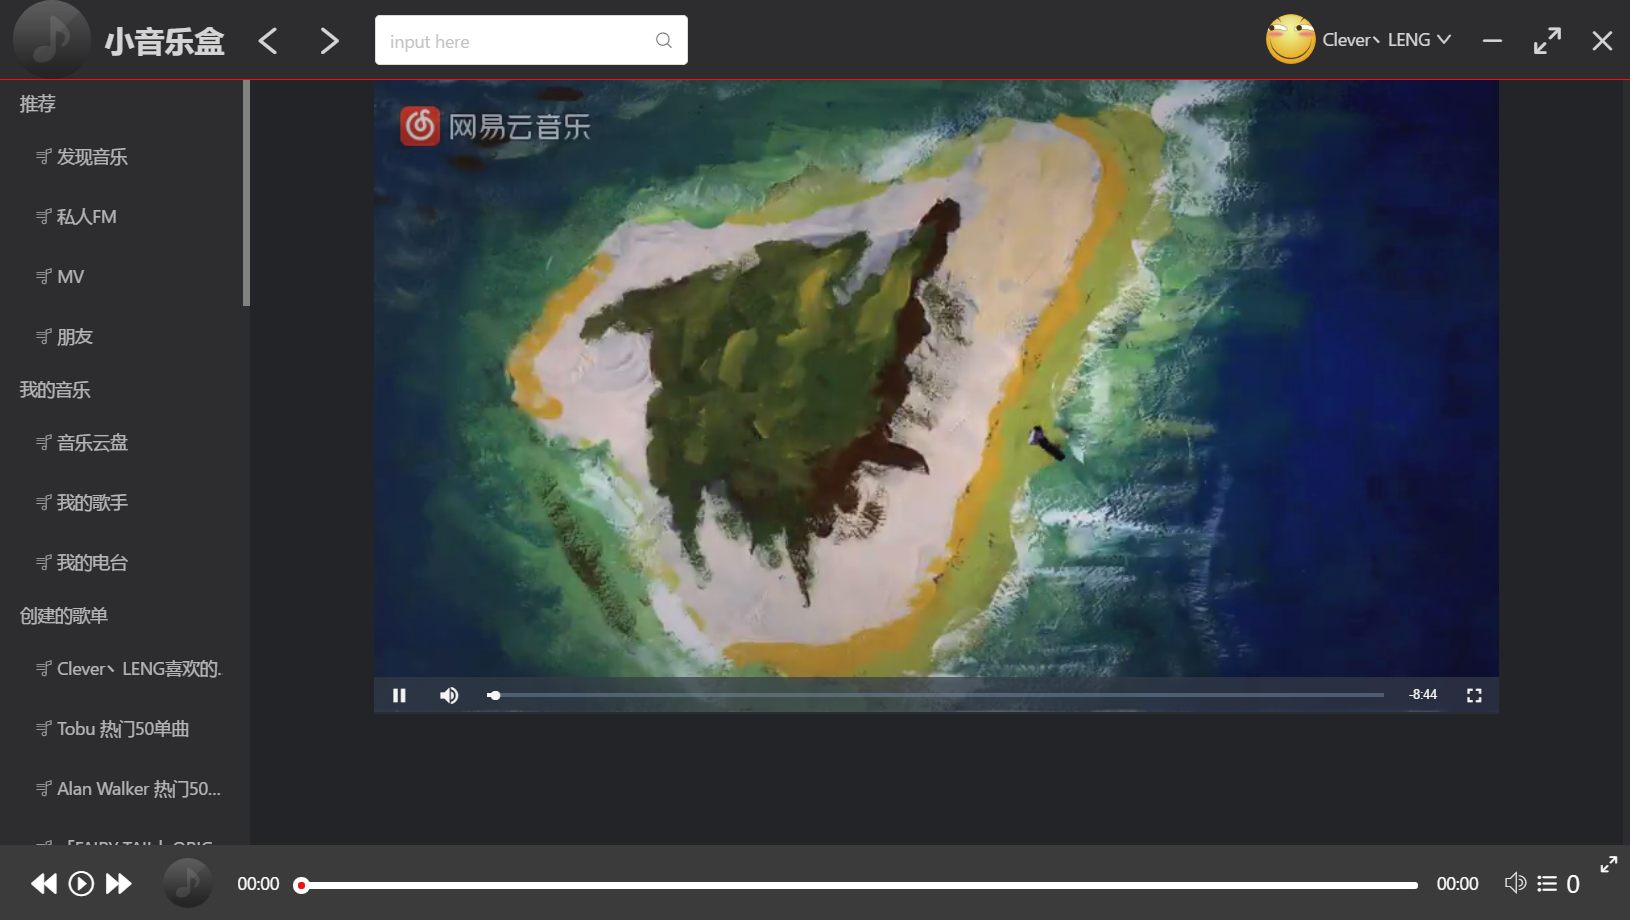 小音乐盒
input here
Clever丶 LENG
推荐
发现音乐
私人FM
MV
朋友
我的音乐
音乐云盘
我的歌手
我的电台
创建的歌单
Clever丶 LENG喜欢的..
Tobu 热门50单曲
Alan Walker 热门50...
网易云音乐
-8:44
00:00
00:00
0